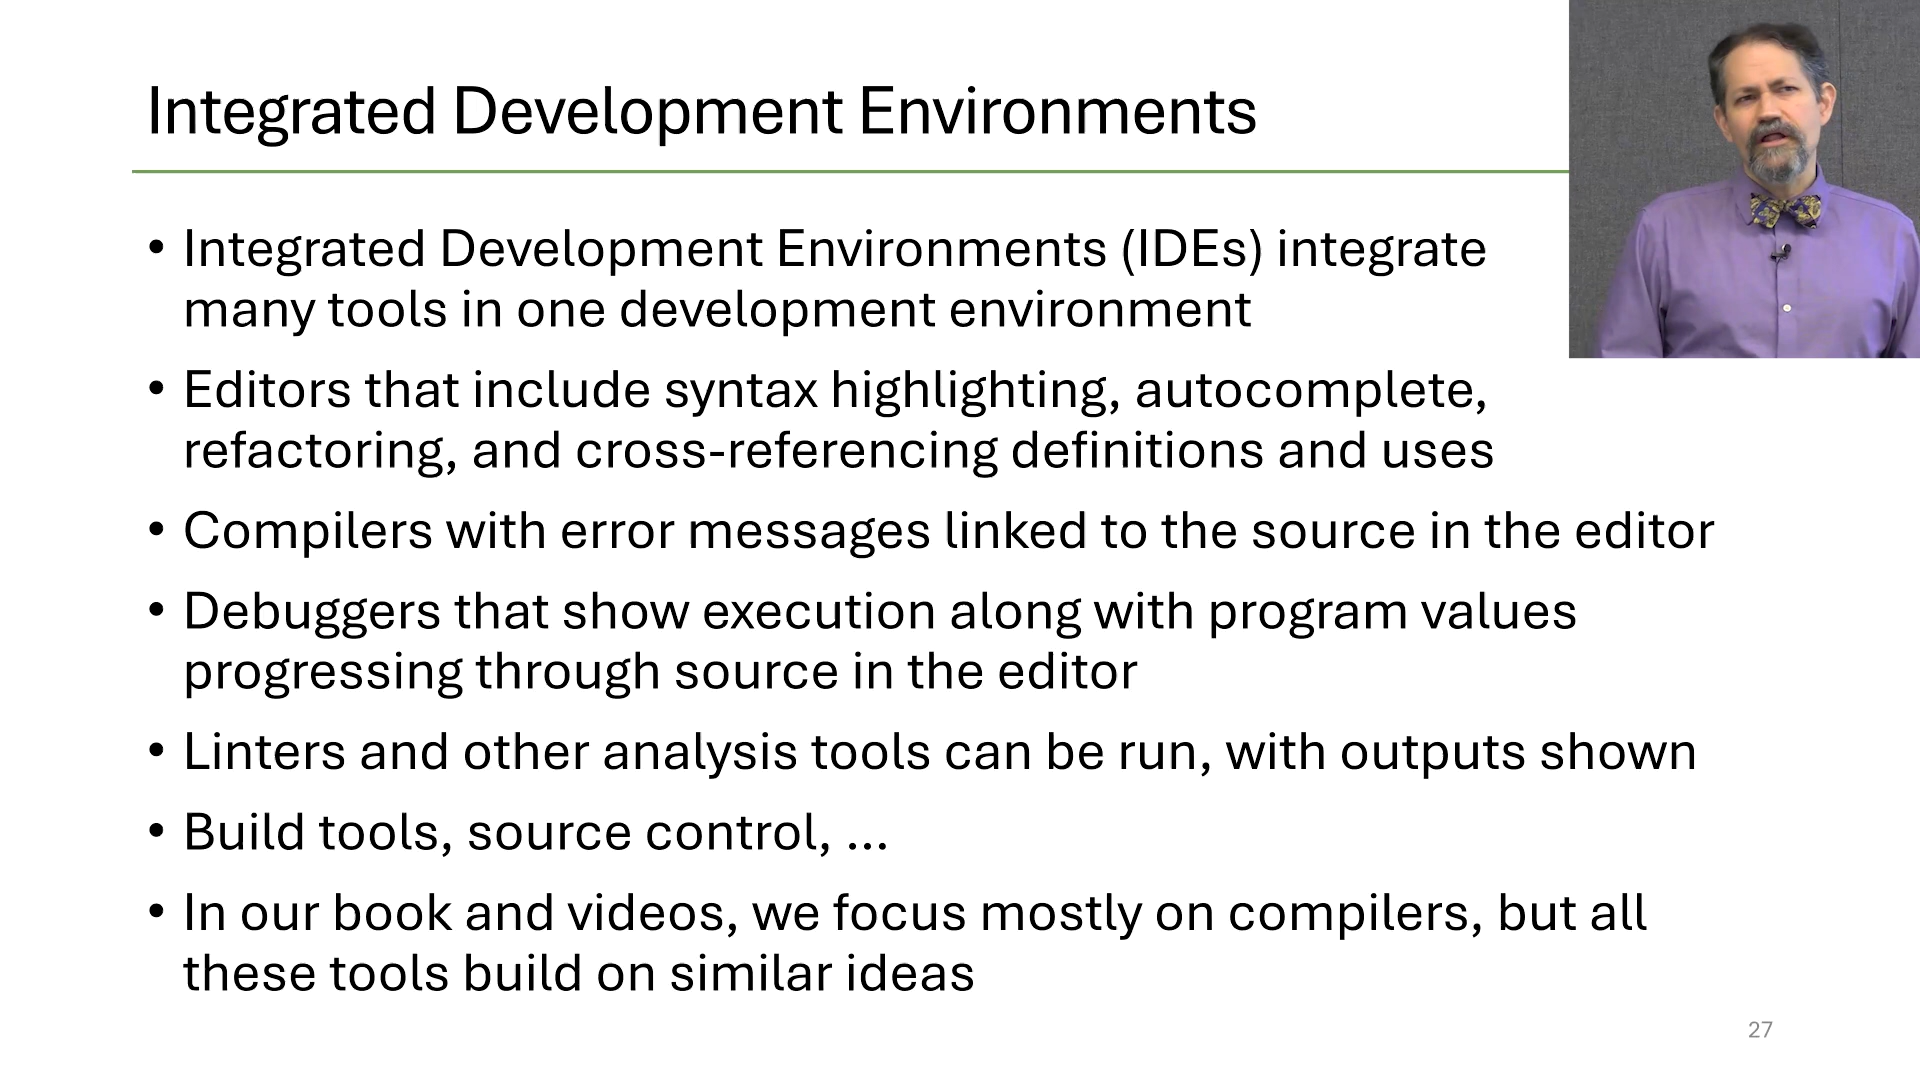 Integrated Development Environments
• Integrated Development Environments (IDEs) integrate
many tools in one development environment
• Editors that include syntax highlighting, autocomplete,
refactoring, and cross-referencing definitions and uses
• Compilers with error messages linked to the source in the editor
• Debuggers that show execution along with program values
progressing through source in the editor
• Linters and other analysis tools can be run, with outputs shown
• Build tools, source control, …
• In our book and videos, we focus mostly on compilers, but all
these tools build on similar ideas
27